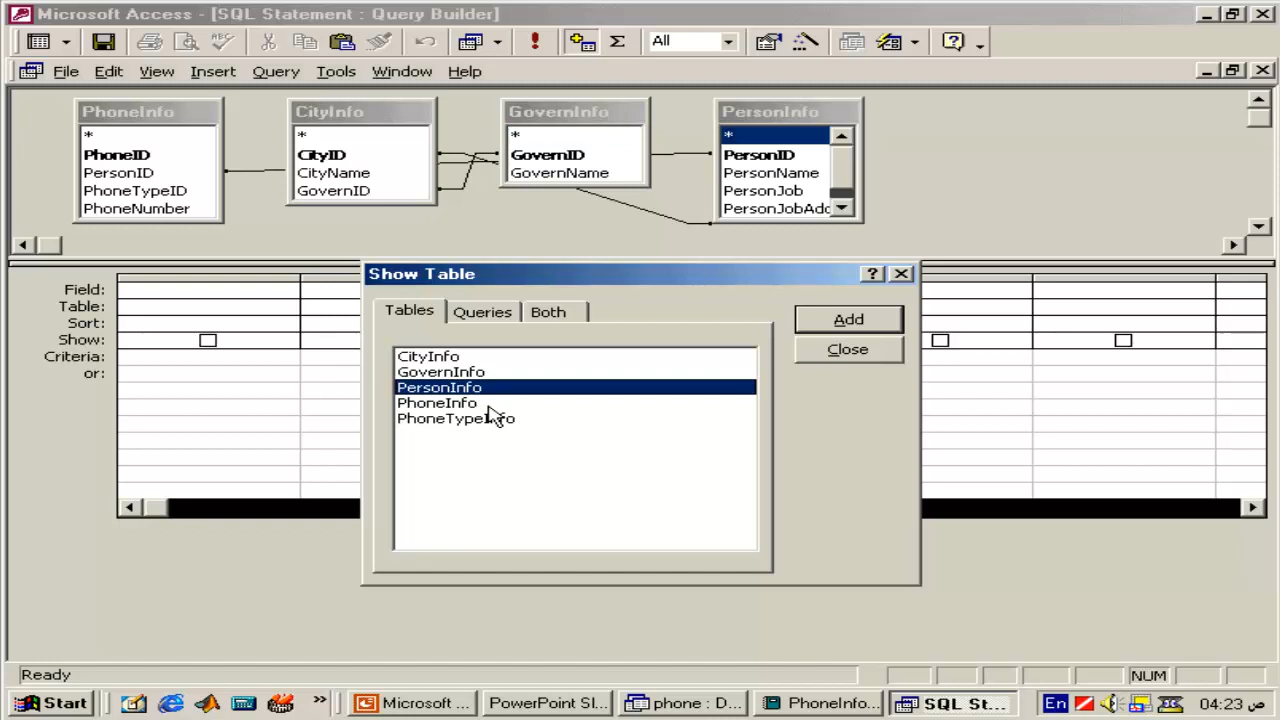 Microsoft Access - [SQL Statement : Query Builder]
All
File Edit View Insert Query Tools Window Help
PhoneInfo
*
PhoneID
PersonID
PhoneTypeID
PhoneNumber
CityInfo
*
CityID
CityName
GovernID
GovernInfo
*
GovernID
GovernName
PersonInfo
*
PersonID
PersonName
PersonJob
PersonJobAdd
Field:
Table:
Sort:
Show:
Criteria:
or:
Show Table
Tables Queries Both
CityInfo
GovernInfo
PersonInfo
PhoneInfo
PhoneTypeInfo
Add
Close
Ready
NUM
Start
Microsoft ...
PowerPoint Sl...
phone : D...
PhoneInfo...
SQL St...
En
04:23 ص